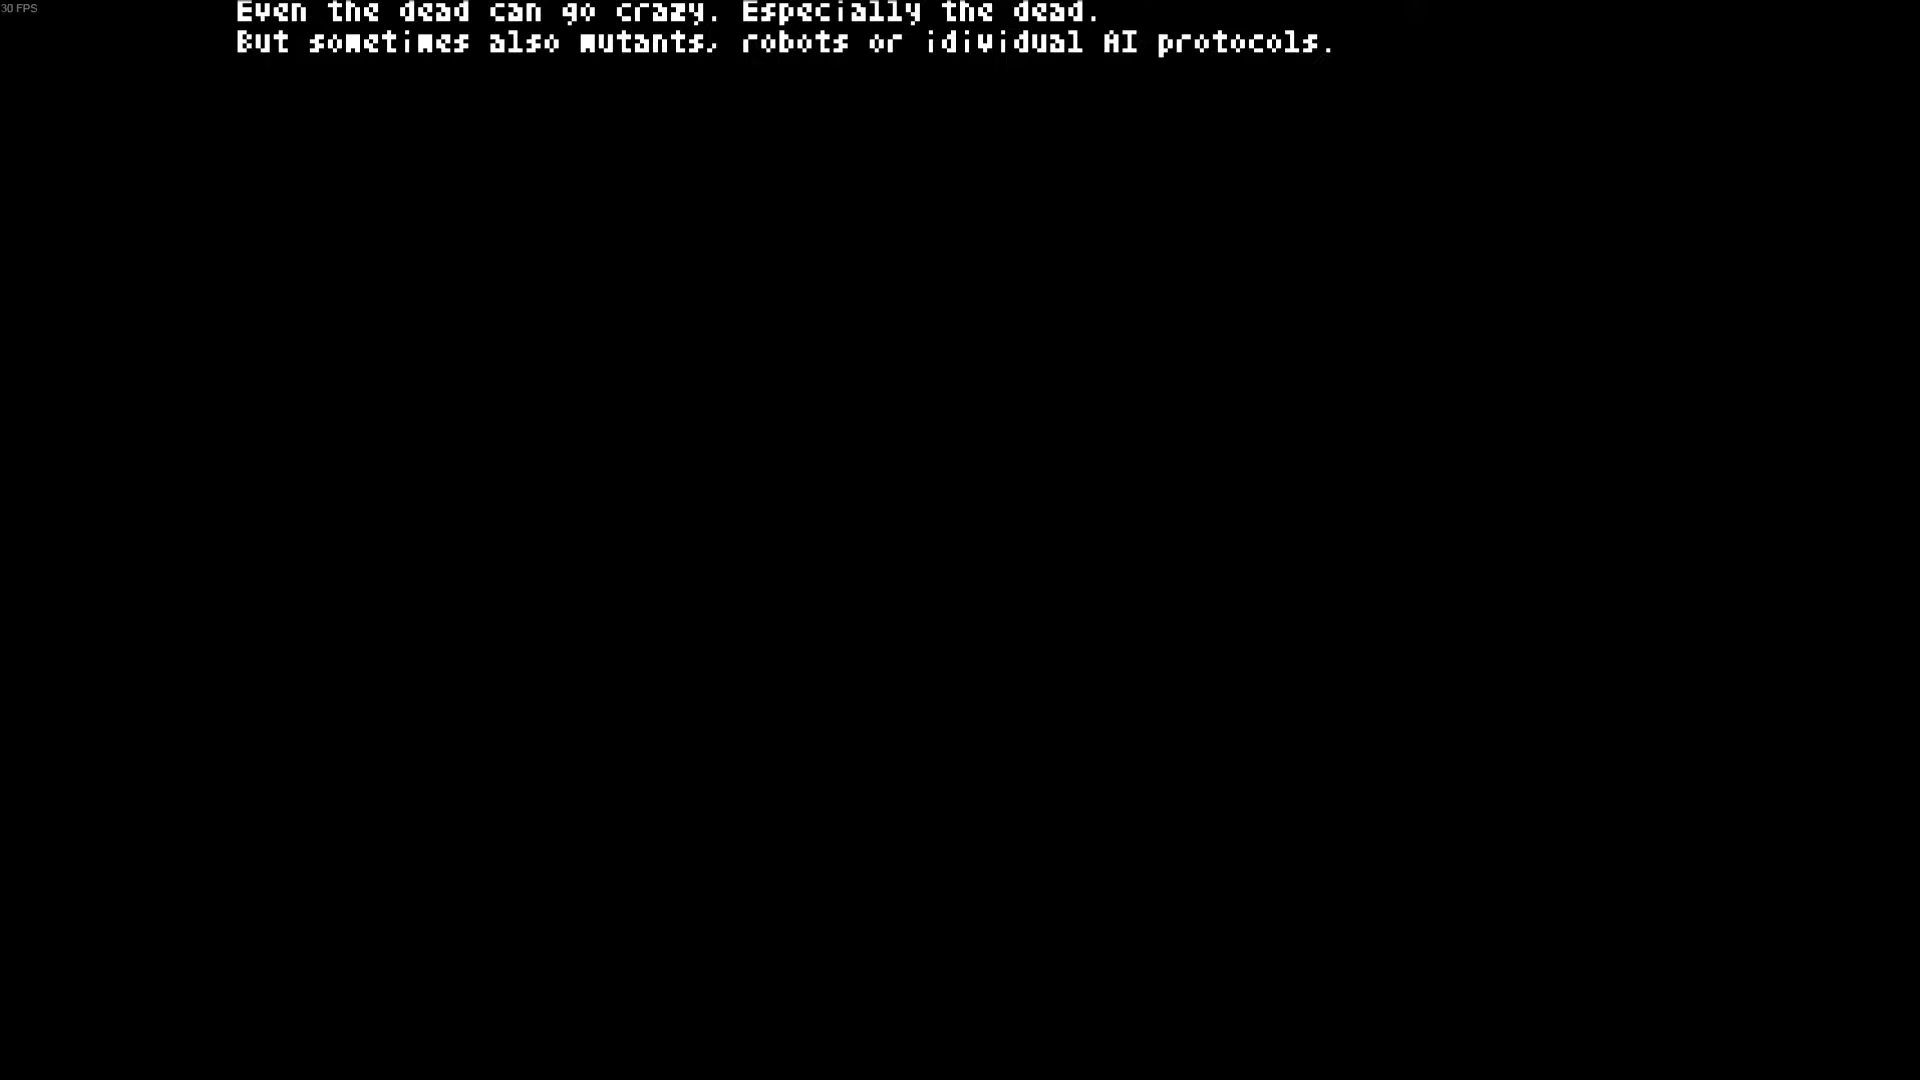 30 FPS
Even the dead can go crazy. Especially the dead.
But sometimes also mutants, robots or idividual AI protocols.